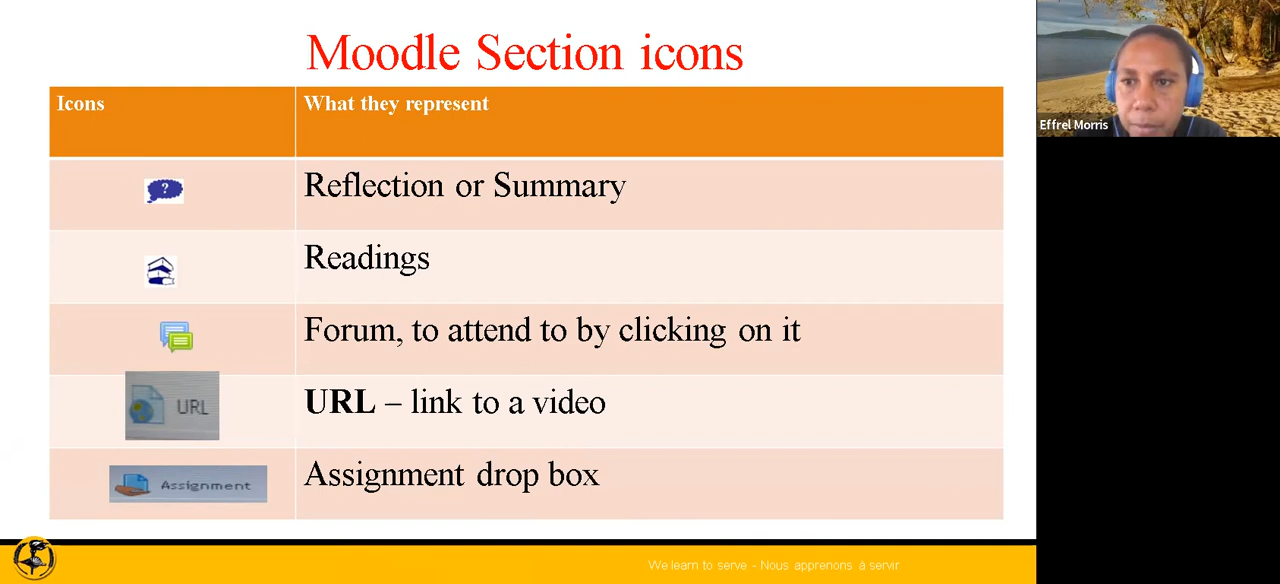 Moodle Section icons
Icons
What they represent
?
Reflection or Summary
Readings
Forum, to attend to by clicking on it
URL
URL – link to a video
Assignment
Assignment drop box
We learn to serve - Nous apprenons à servir
Effrel Morris